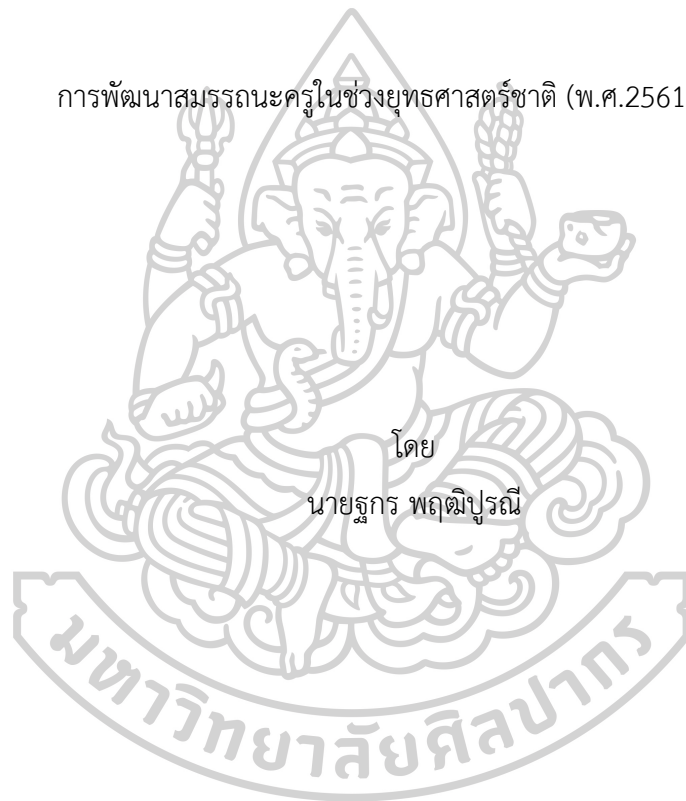 การพัฒนาสมรรถนะครูในช่วงยุทธศาสตร์ชาติ (พ.ศ.2561
โดย
นายฐกร พฤฒิปูรณี
มหาวิทยาลัยศิลปากร